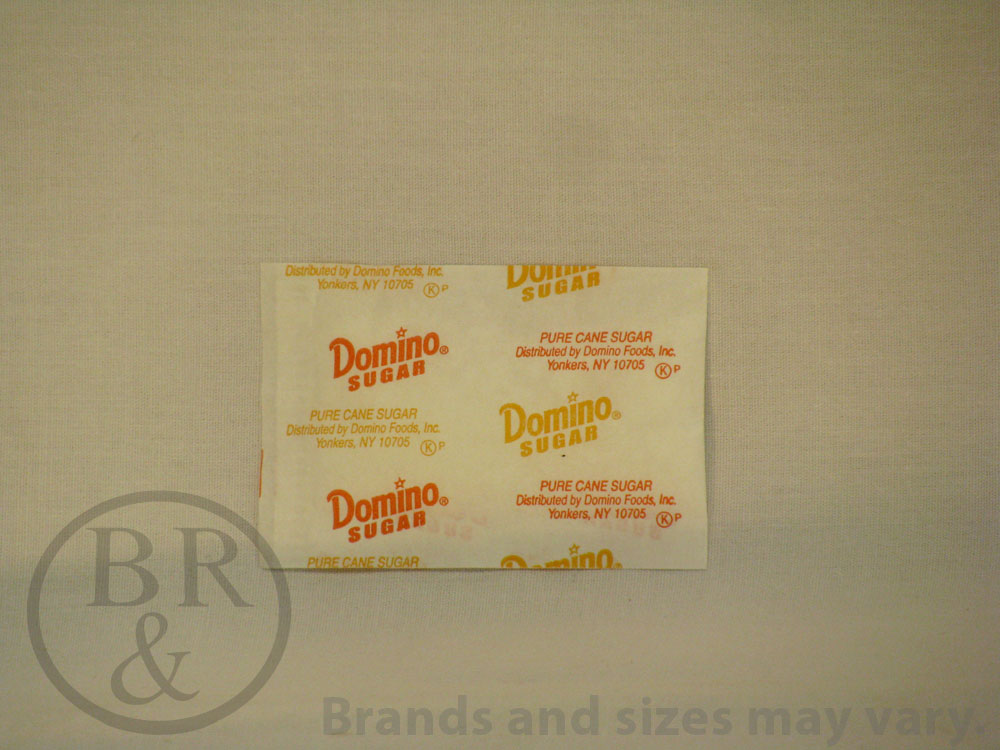 Distributed by Domino Foods, Inc.
Yonkers, NY 10705 K P
Domino
SUGAR
Domino®
SUGAR
PURE CANE SUGAR
Distributed by Domino Foods, Inc.
Yonkers, NY 10705 K P
PURE CANE SUGAR
Distributed by Domino Foods, Inc.
Yonkers, NY 10705 K P
Domino®
SUGAR
Domino®
SUGAR
PURE CANE SUGAR
Distributed by Domino Foods, Inc.
Yonkers, NY 10705 K P
PURE CANE SUGAR
Domino
BR
&
Brands and sizes may vary.